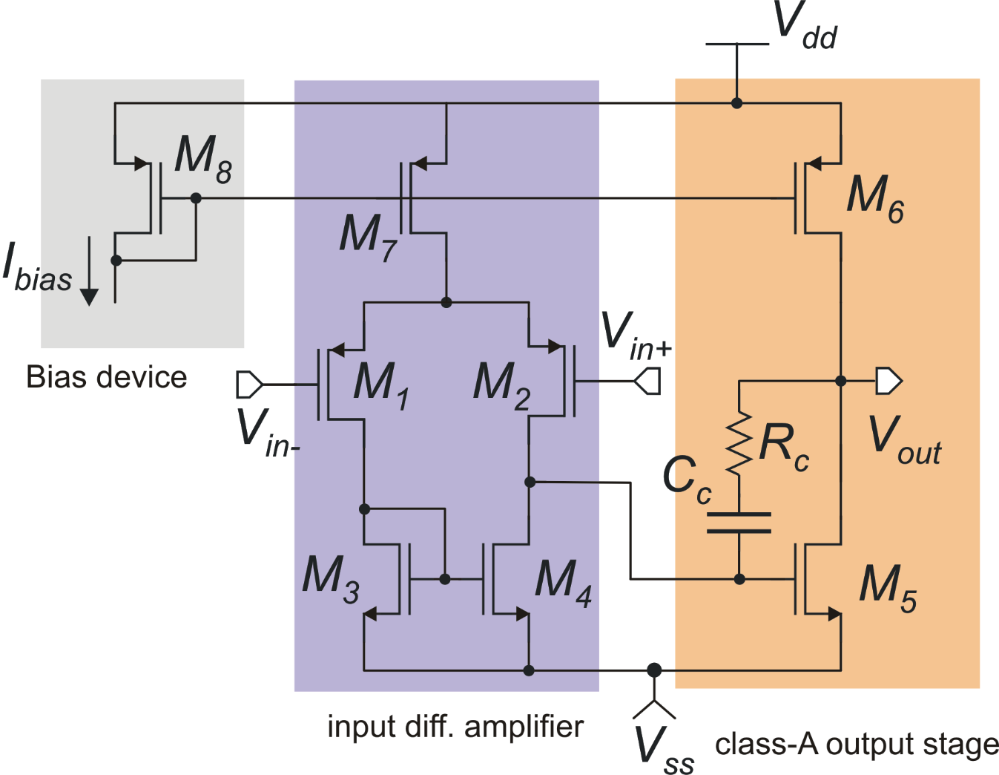 Vdd
M8
M7
M6
Ibias
Bias device
Vin-
M1
M2
Vin+
Rc
Cc
Vout
M3
M4
M5
input diff. amplifier
Vss
class-A output stage